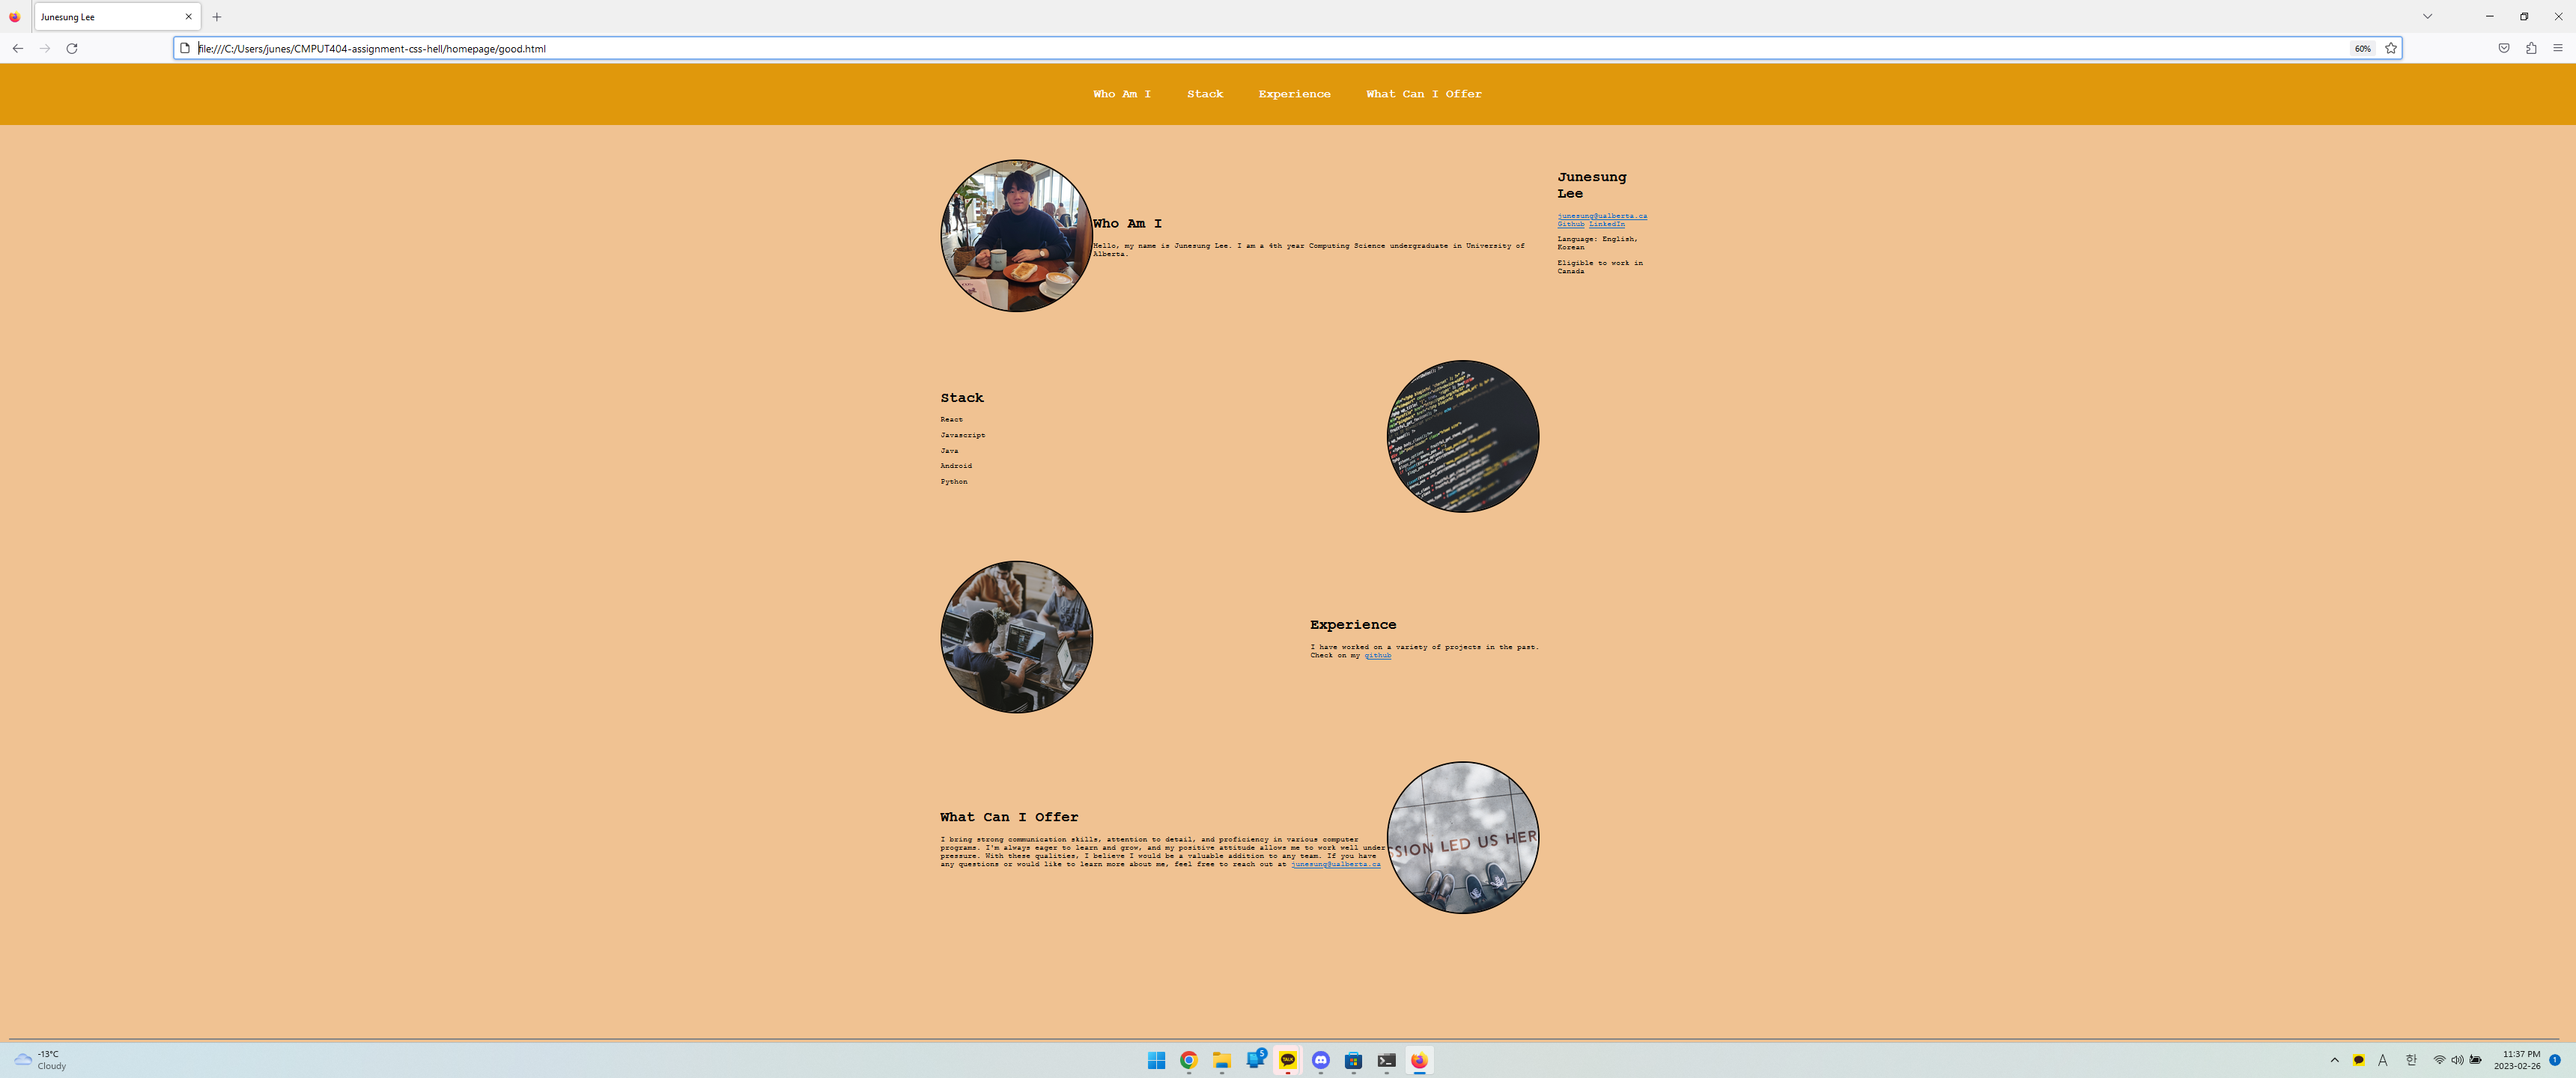 Junesung Lee
file:///C:/Users/junes/CMPUT404-assignment-css-hell/homepage/good.html
60%
Who Am I Stack Experience What Can I Offer
Who Am I
Hello, my name is Junesung Lee. I am a 4th year Computing Science undergraduate in University of
Alberta.
Junesung
Lee
junesung@ualberta.ca
Github LinkedIn
Language: English,
Korean
Eligible to work in
Canada
Stack
React
Javascript
Java
Android
Python
Experience
I have worked on a variety of projects in the past.
Check on my github
What Can I Offer
I bring strong communication skills, attention to detail, and proficiency in various computer
programs. I'm always eager to learn and grow, and my positive attitude allows me to work well under
pressure. With these qualities, I believe I would be a valuable addition to any team. If you have
any questions or would like to learn more about me, feel free to reach out at junesung@ualberta.ca
SSION LED US HER
-13°C
Cloudy
5
TALK
A
한
11:37 PM
2023-02-26
1